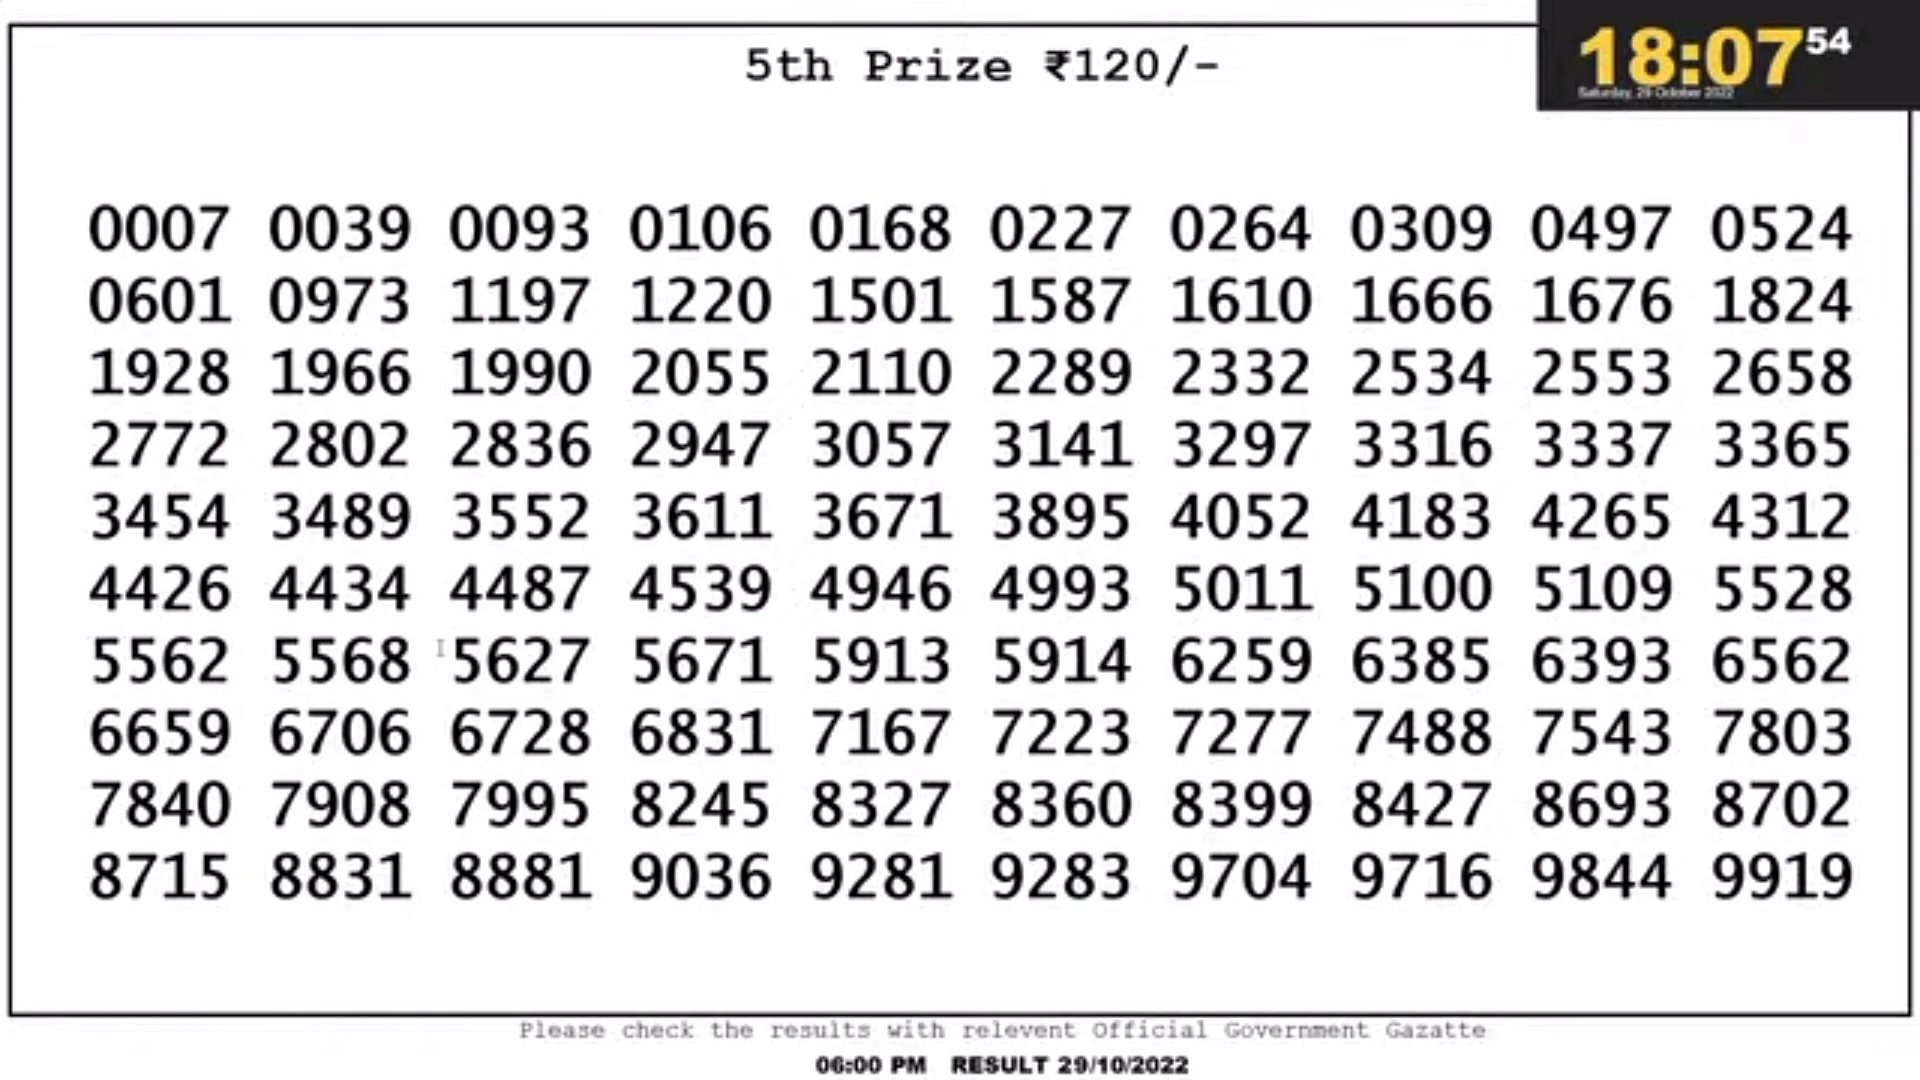 5th Prize ₹120/-
18:07 54
Saturday, 29 October 2022
0007 0039 0093 0106 0168 0227 0264 0309 0497 0524
0601 0973 1197 1220 1501 1587 1610 1666 1676 1824
1928 1966 1990 2055 2110 2289 2332 2534 2553 2658
2772 2802 2836 2947 3057 3141 3297 3316 3337 3365
3454 3489 3552 3611 3671 3895 4052 4183 4265 4312
4426 4434 4487 4539 4946 4993 5011 5100 5109 5528
5562 5568 5627 5671 5913 5914 6259 6385 6393 6562
6659 6706 6728 6831 7167 7223 7277 7488 7543 7803
7840 7908 7995 8245 8327 8360 8399 8427 8693 8702
8715 8831 8881 9036 9281 9283 9704 9716 9844 9919
Please check the results with relevent Official Government Gazatte
06:00 PM RESULT 29/10/2022